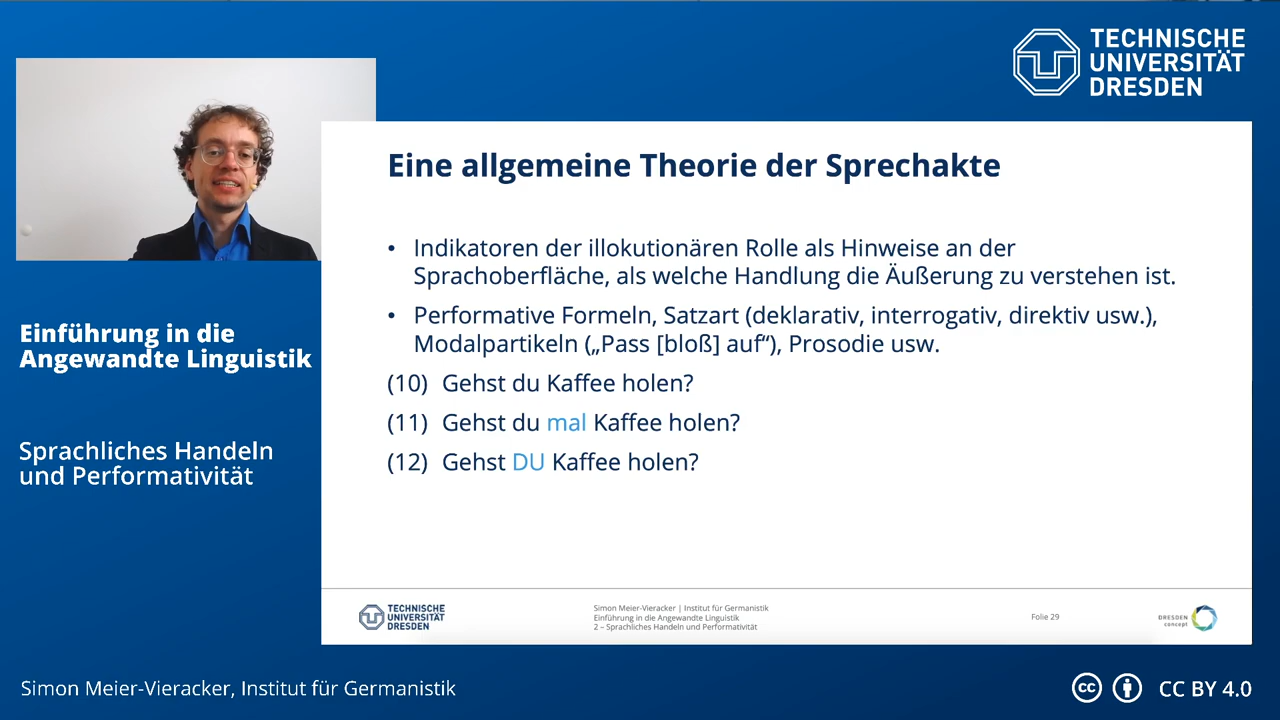 TECHNISCHE
UNIVERSITÄT
DRESDEN
Eine allgemeine Theorie der Sprechakte
• Indikatoren der illokutionären Rolle als Hinweise an der
Sprachoberfläche, als welche Handlung die Äußerung zu verstehen ist.
• Performative Formeln, Satzart (deklarativ, interrogativ, direktiv usw.),
Modalpartikeln („Pass [bloß] auf“), Prosodie usw.
(10) Gehst du Kaffee holen?
(11) Gehst du mal Kaffee holen?
(12) Gehst DU Kaffee holen?
Einführung in die
Angewandte Linguistik
Sprachliches Handeln
und Performativität
TECHNISCHE
UNIVERSITÄT
DRESDEN
Simon Meier-Vieracker | Institut für Germanistik
Einführung in die Angewandte Linguistik
2 – Sprachliches Handeln und Performativität
Folie 29
DRESDEN
concept
Simon Meier-Vieracker, Institut für Germanistik
cc
CC BY 4.0